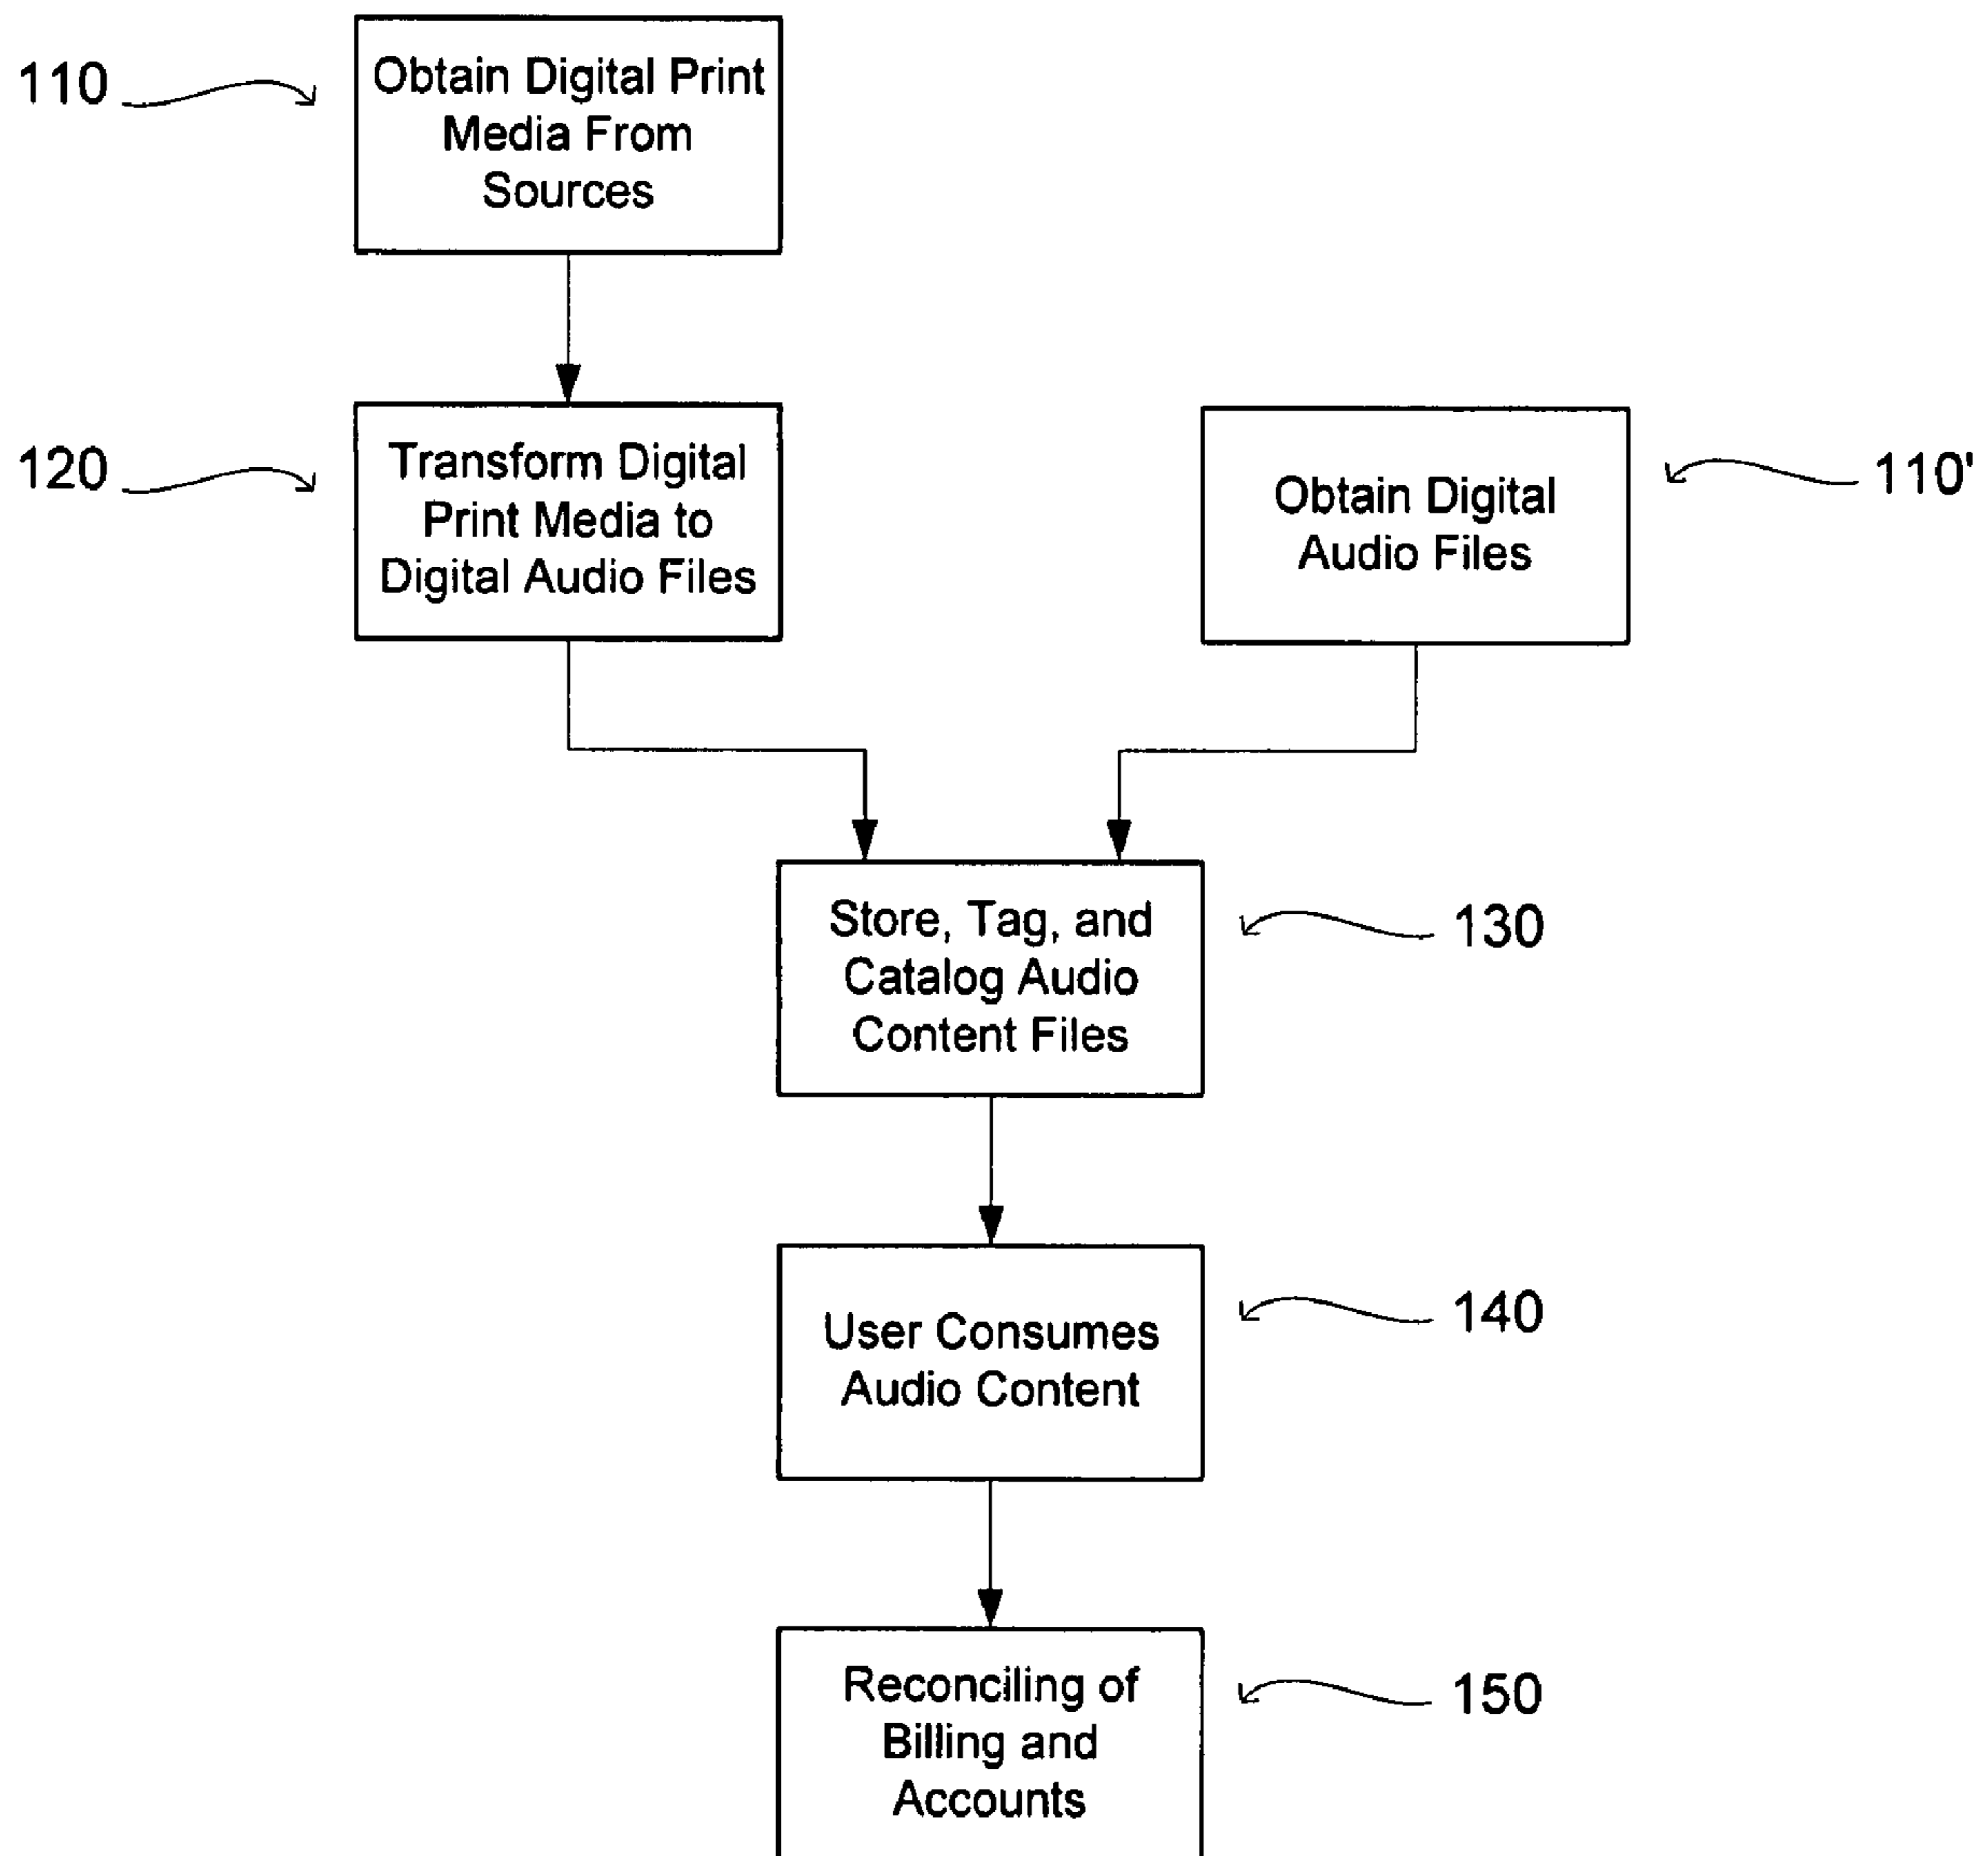 110
Obtain Digital Print
Media From
Sources
120
Transform Digital
Print Media to
Digital Audio Files
Obtain Digital
Audio Files
110'
Store, Tag, and
Catalog Audio
Content Files
130
User Consumes
Audio Content
140
Reconciling of
Billing and
Accounts
150